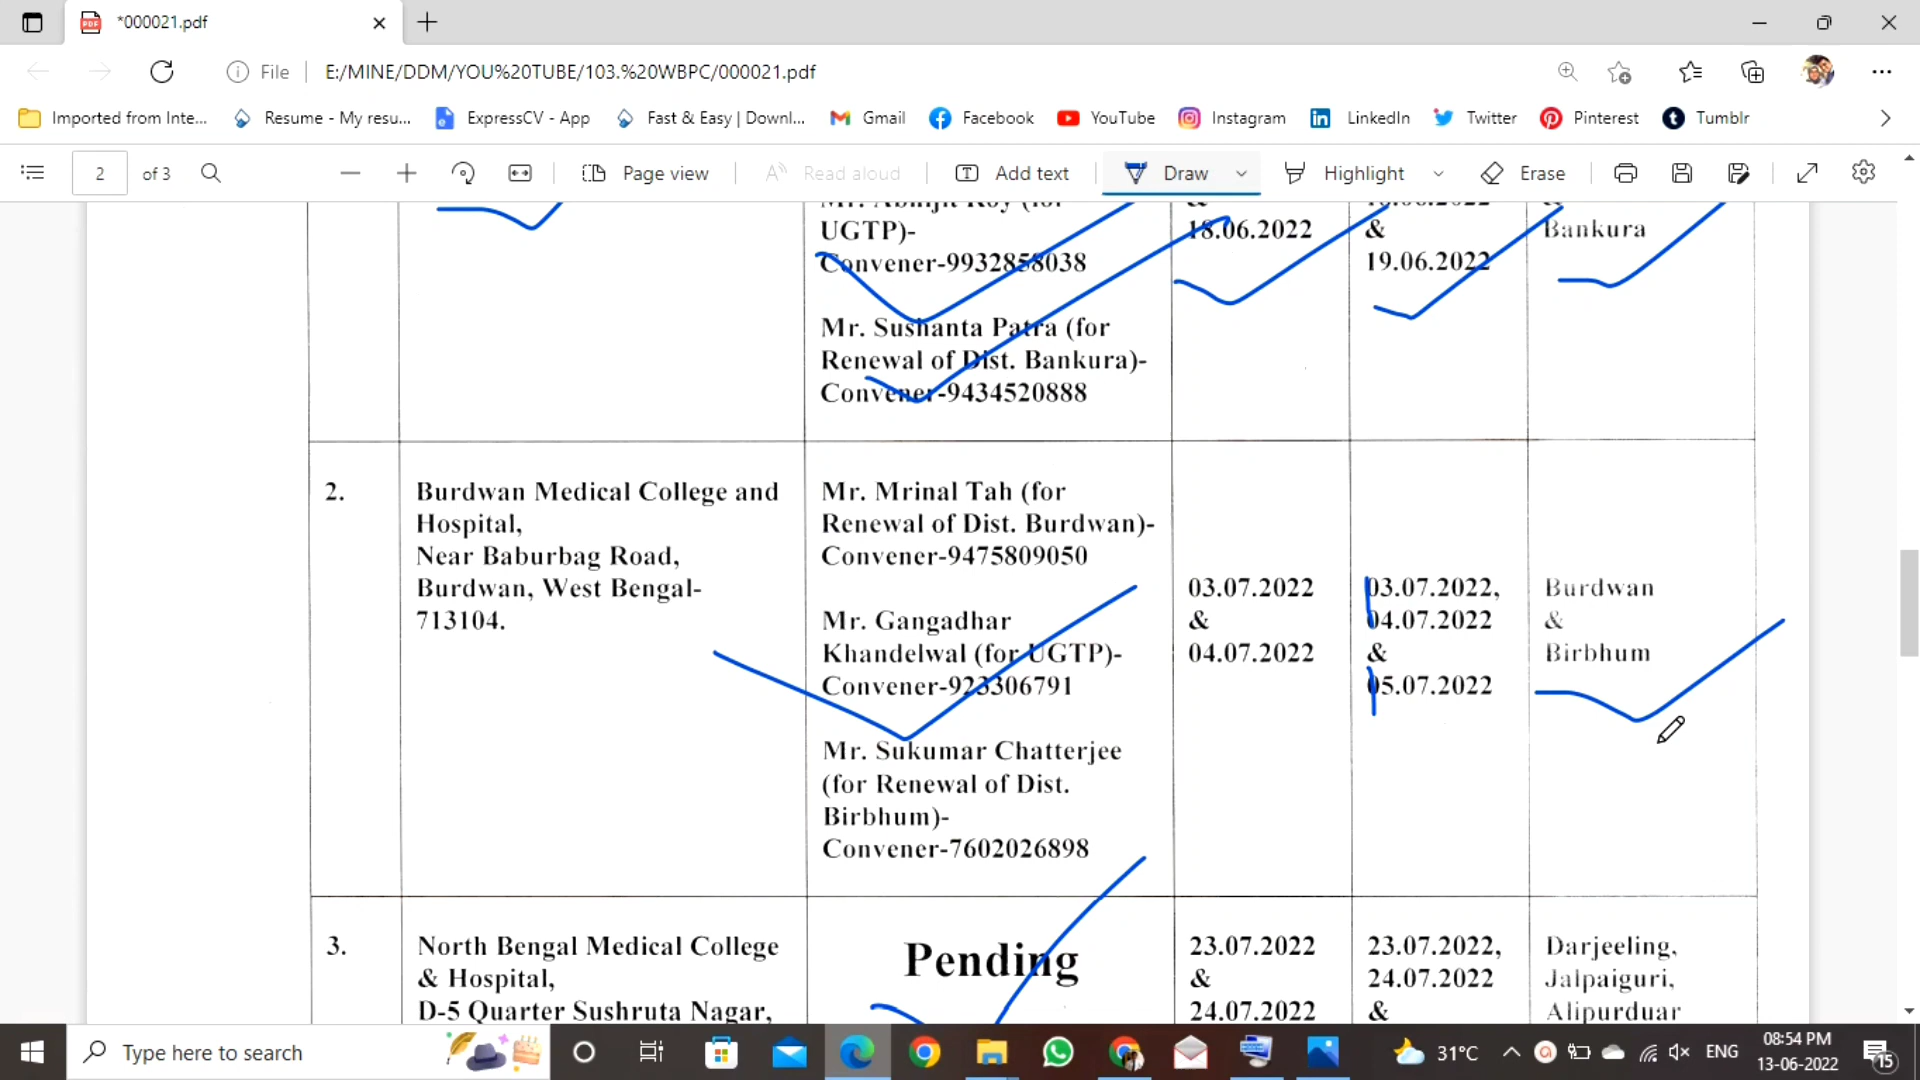 *000021.pdf
File
E:/MINE/DDM/YOU%20TUBE/103.%20WBPC/000021.pdf
Imported from Inte...
Resume - My resu...
ExpressCV - App
Fast & Easy | Downl...
Gmail
Facebook
YouTube
Instagram
LinkedIn
Twitter
Pinterest
Tumblr
2 of 3
Page view
Read aloud
Add text
Draw
Highlight
Erase
Mr. Abhijit Roy (for
UGTP)-
Convener-9932858038
Mr. Sushanta Patra (for
Renewal of Dist. Bankura)-
Convener-9434520888
&
18.06.2022
&
19.06.2022
&
Bankura
2.
Burdwan Medical College and
Hospital,
Near Baburbag Road,
Burdwan, West Bengal-
713104.
Mr. Mrinal Tah (for
Renewal of Dist. Burdwan)-
Convener-9475809050
Mr. Gangadhar
Khandelwal (for UGTP)-
Convener-923306791
Mr. Sukumar Chatterjee
(for Renewal of Dist.
Birbhum)-
Convener-7602026898
03.07.2022
&
04.07.2022
03.07.2022,
04.07.2022
&
05.07.2022
Burdwan
&
Birbhum
3.
North Bengal Medical College
& Hospital,
D-5 Quarter Sushruta Nagar,
Pending
23.07.2022
&
24.07.2022
23.07.2022,
24.07.2022
&
Darjeeling,
Jalpaiguri,
Alipurduar
Type here to search
31°C
ENG
08:54 PM
13-06-2022
15